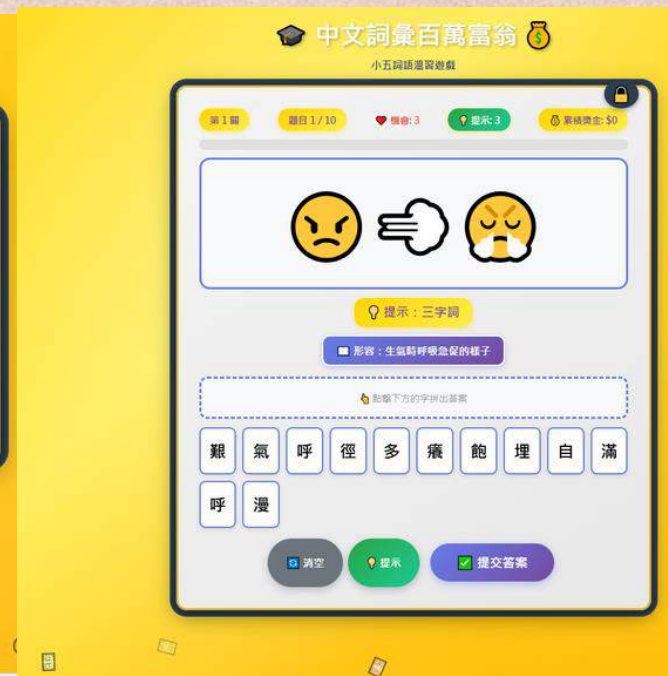 🎓 中文詞彙百萬富翁 💰
小五詞語溫習遊戲
第1關 題目 1/10 ❤️ 機會: 3 💡 提示: 3 💰 累積獎金: $0
💡 提示：三字詞
📖 形容：生氣時呼吸急促的樣子
👆 點擊下方的字拼出答案
艱 氣 呼 徑 多 癢 飽 埋 自 滿
呼 漫
🔄 清空 💡 提示 ✅ 提交答案